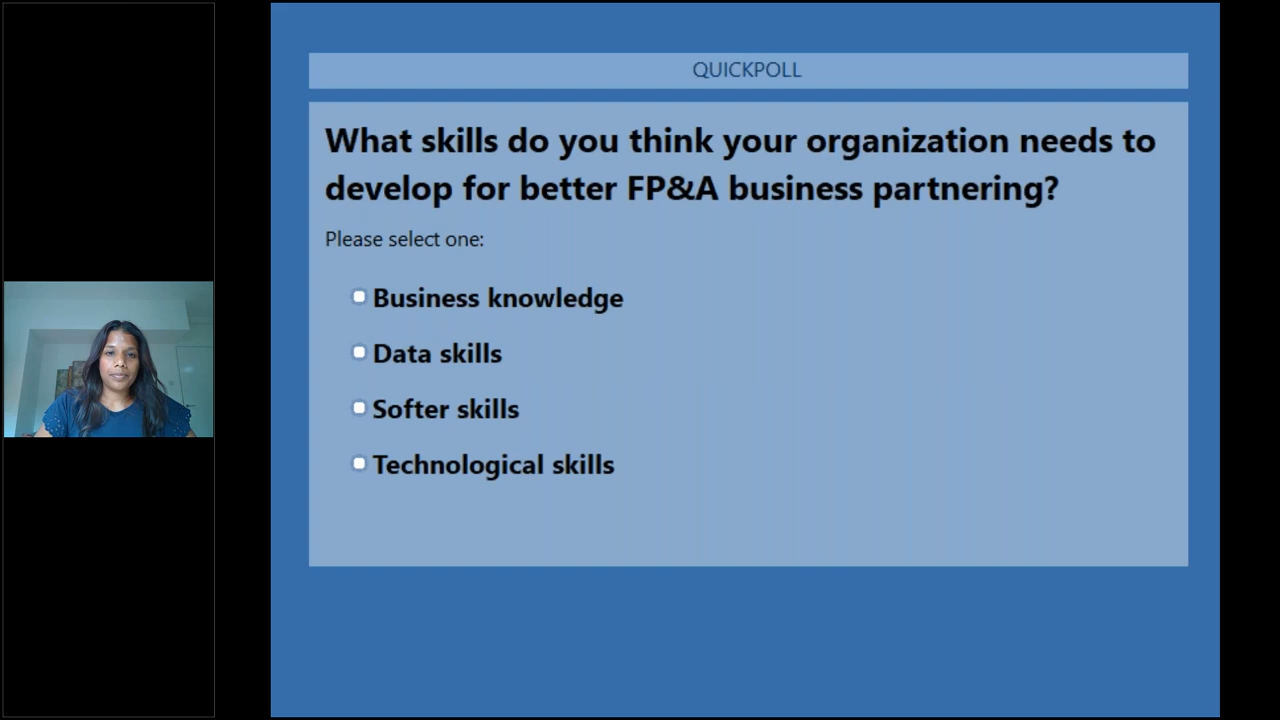 QUICKPOLL
What skills do you think your organization needs to
develop for better FP&A business partnering?
Please select one:
Business knowledge
Data skills
Softer skills
Technological skills